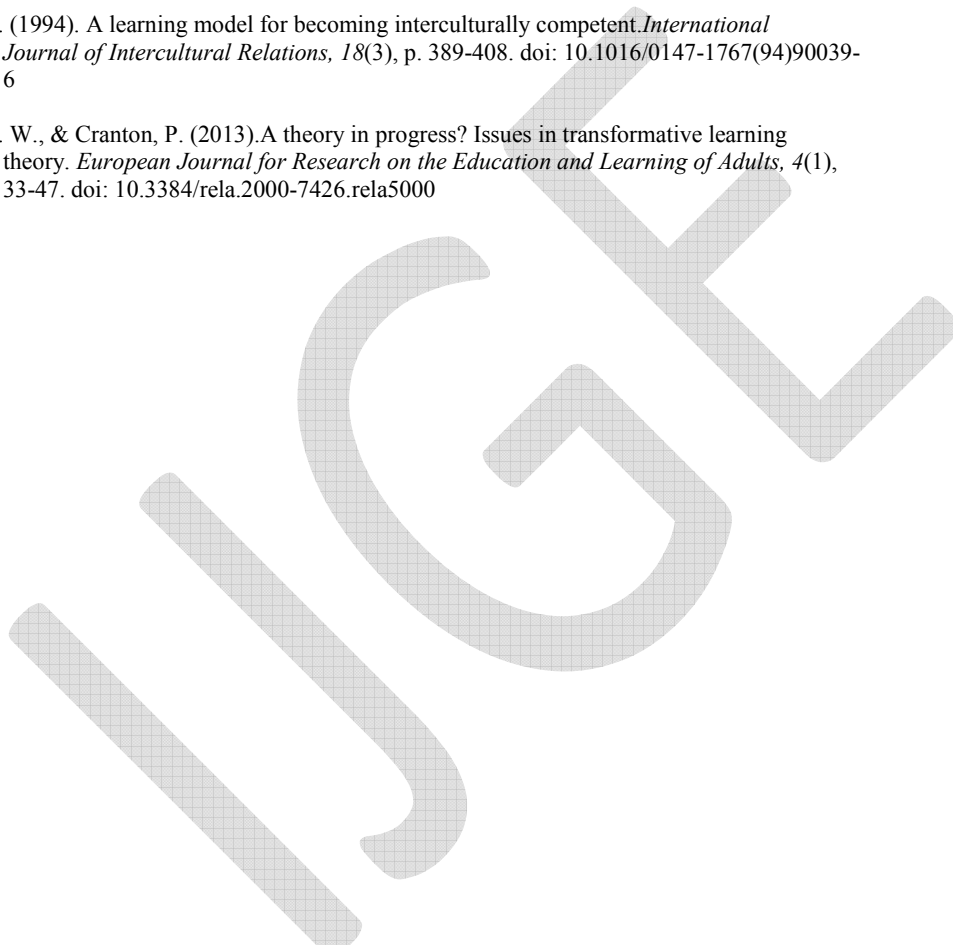 . (1994). A learning model for becoming interculturally competent.International
Journal of Intercultural Relations, 18(3), p. 389-408. doi: 10.1016/0147-1767(94)90039-
6
. W., & Cranton, P. (2013).A theory in progress? Issues in transformative learning
theory. European Journal for Research on the Education and Learning of Adults, 4(1),
33-47. doi: 10.3384/rela.2000-7426.rela5000
IJGE